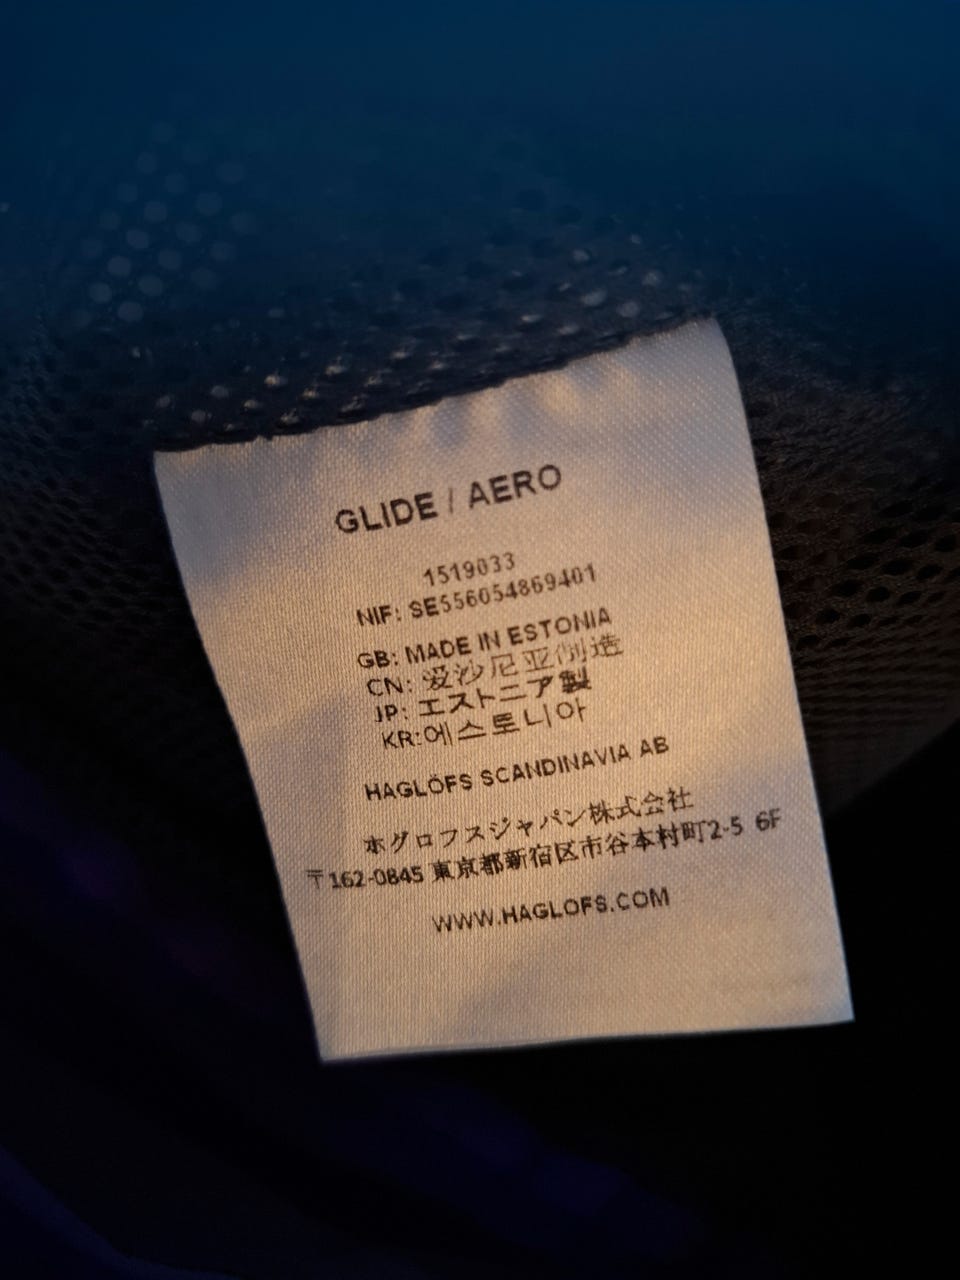 GLIDE / AERO
1519033
NIF: SE556054869401
GB: MADE IN ESTONIA
CN: 爱沙尼亚制造
JP: エストニア製
KR:에스토니아
HAGLÖFS SCANDINAVIA AB
ホグロフスジャパン株式会社
〒162-0845 東京都新宿区市谷本村町2-5 6F
WWW.HAGLOFS.COM